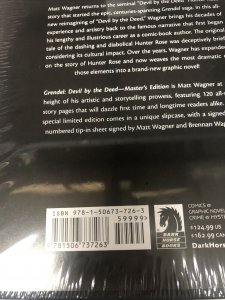 Matt Wagner returns to the seminal "Devil by the Deed."
story that started the epic, centuries-spanning Grendel saga. In this all-
new reimagining of "Devil by the Deed," Wagner brings his decades of
experience and artistry back to the famous narrative that first began
his lengthy and illustrious career as a comic-book author. The original
tale of the dashing and diabolical Hunter Rose was deceptively brief
considering its cultural impact. Over the years, Wagner has expanded
on the story of Hunter Rose and now weaves the most dramatic
those elements into a brand-new graphic novel!
Grendel: Devil by the Deed—Master's Edition is Matt Wagner at
height of his artistic and storytelling prowess, featuring 120 all-
story pages that will dazzle first time and longtime readers alike.
special limited edition comes in a unique slipcase, with a signed
numbered tip-in sheet signed by Matt Wagner and Brennan Wag
ISBN 978-1-50673-726-3
59999>
9 781506 737263
DARK
HORSE
BOOKS
COMICS &
GRAPHIC NOVELS
CRIME & MYST
$124.99 US
$162.99 CAN
DarkHors